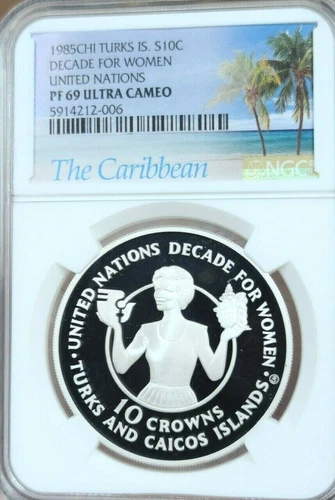 1985CHI TURKS IS. S10C
DECADE FOR WOMEN
UNITED NATIONS
PF 69 ULTRA CAMEO
5914212-006
NGC
The Caribbean
· UNITED NATIONS DECADE FOR WOMEN ·
10 CROWNS
TURKS AND CAICOS ISLANDS.